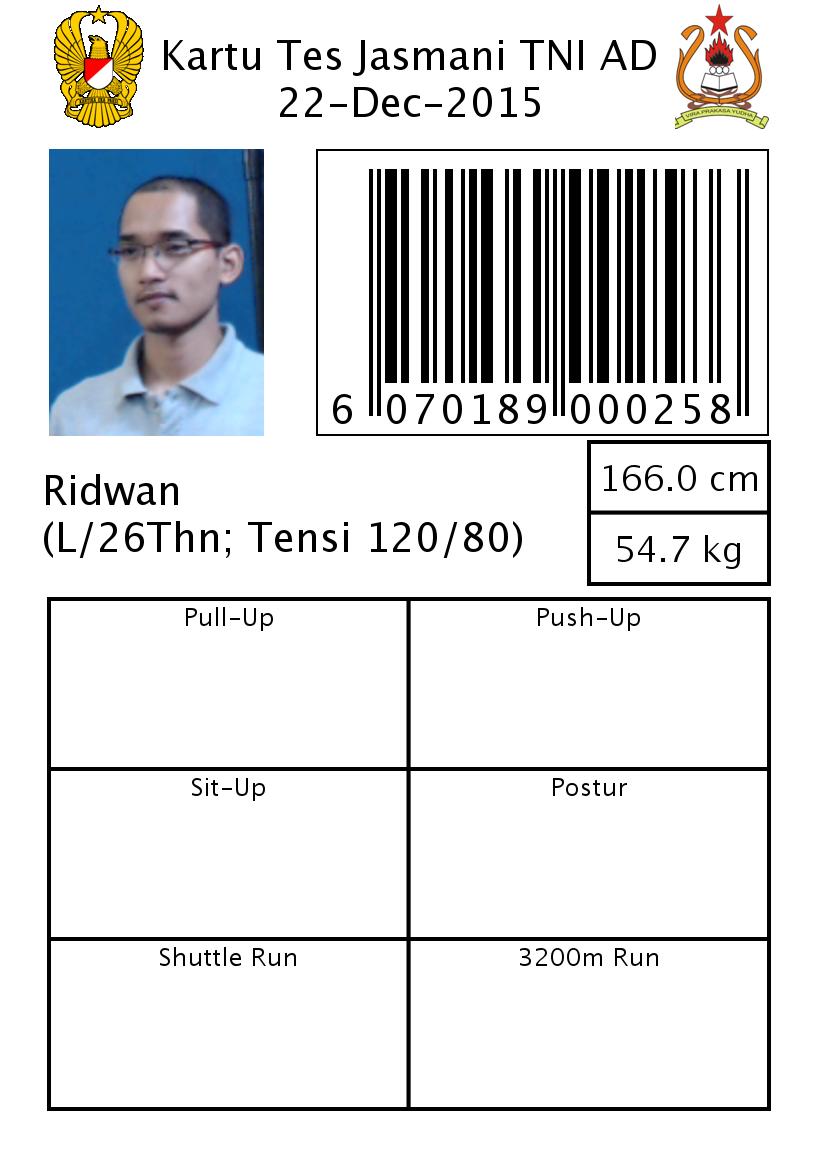 Kartu Tes Jasmani TNI AD
22-Dec-2015
VIRA PRAKASA YUDHA
6 070189 000258
166.0 cm
54.7 kg
Ridwan
(L/26Thn; Tensi 120/80)
Pull-Up
Push-Up
Sit-Up
Postur
Shuttle Run
3200m Run